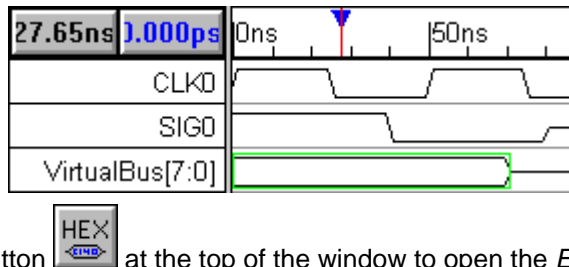 27.65ns 0.000ps 0ns 50ns
CLK0
SIG0
VirtualBus[7:0]
HEX
tton at the top of the window to open the E